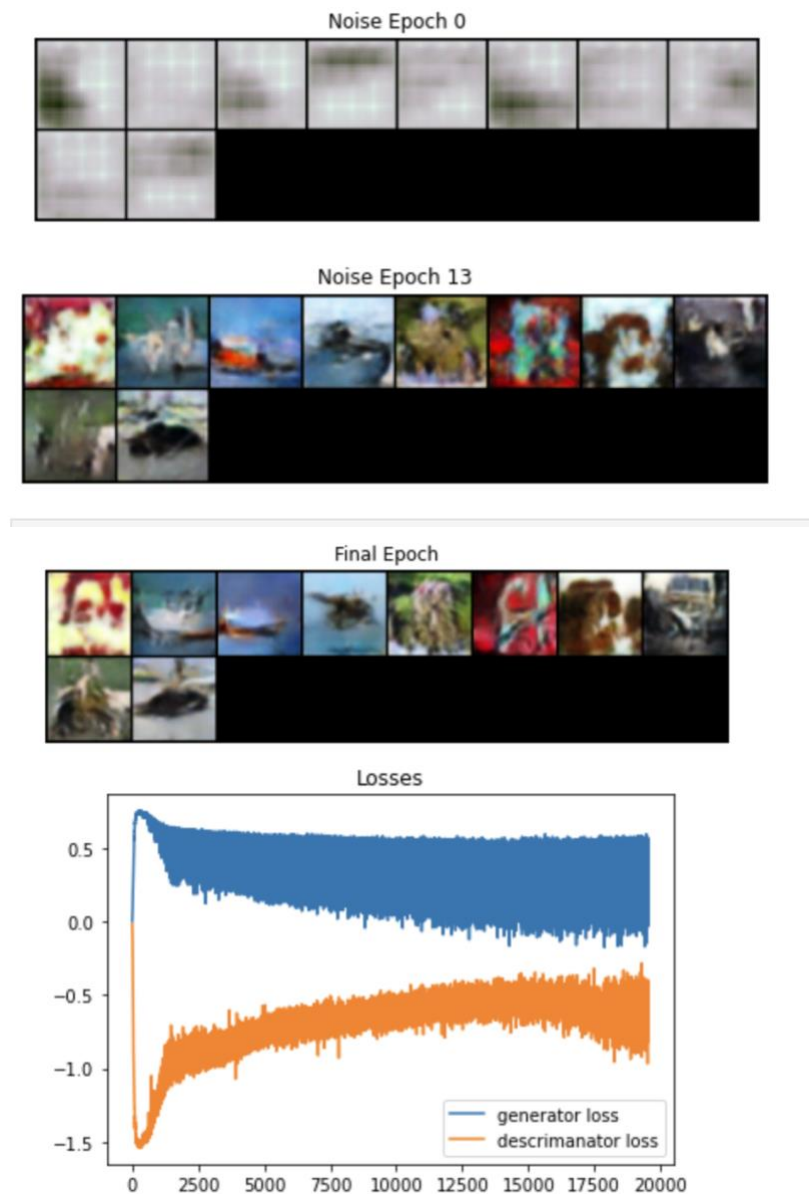 Noise Epoch 0
Noise Epoch 13
Final Epoch
Losses
0.5
0.0
−0.5
−1.0
−1.5
generator loss
descrimanator loss
0 2500 5000 7500 10000 12500 15000 17500 20000